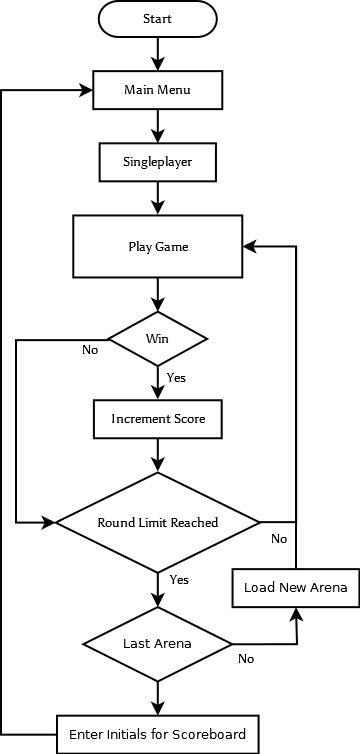 Start
Main Menu
Singleplayer
Play Game
Win
No
Yes
Increment Score
Round Limit Reached
No
Yes
Load New Arena
Last Arena
No
Enter Initials for Scoreboard